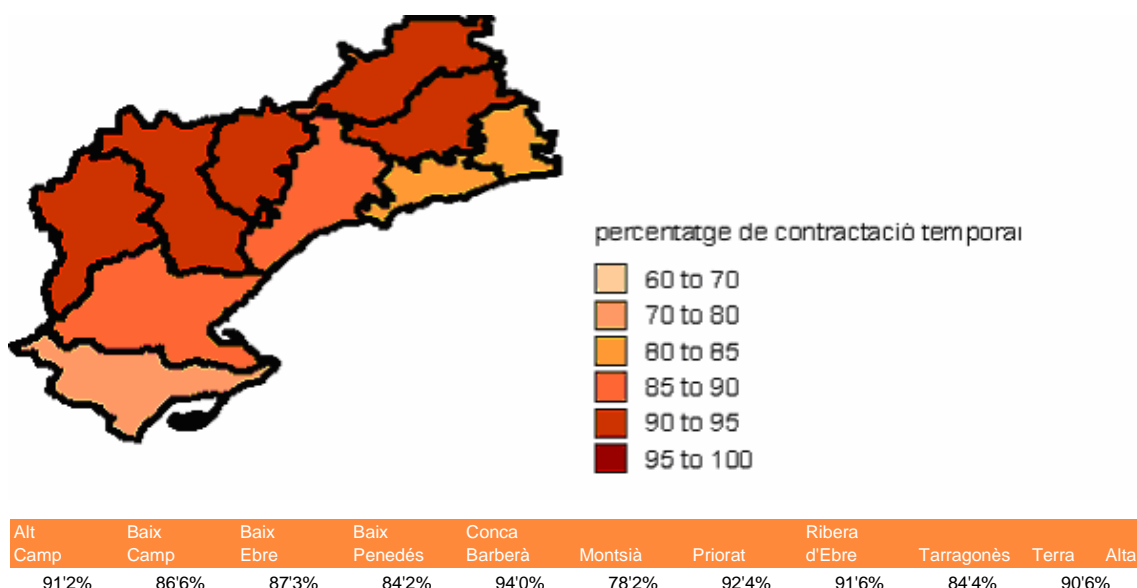 percentatge de contractació temporal
60 to 70
70 to 80
80 to 85
85 to 90
90 to 95
95 to 100
Alt Baix Baix Baix Conca Ribera
Camp Camp Ebre Penedés Barberà Montsià Priorat d'Ebre Tarragonès Terra Alta
91'2% 86'6% 87'3% 84'2% 94'0% 78'2% 92'4% 91'6% 84'4% 90'6%